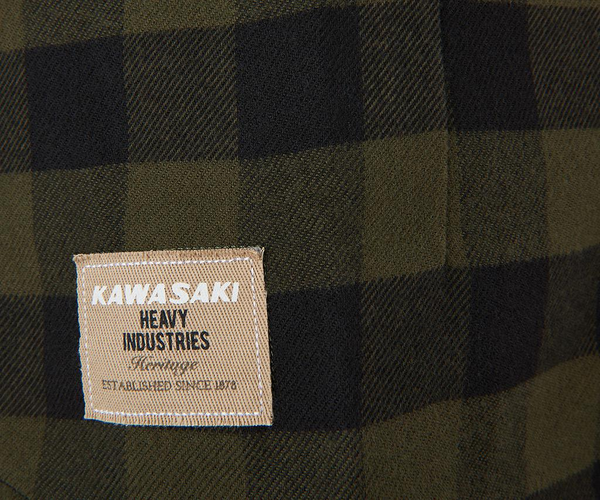 KAWASAKI
HEAVY
INDUSTRIES
Heritage
ESTABLISHED SINCE 1878